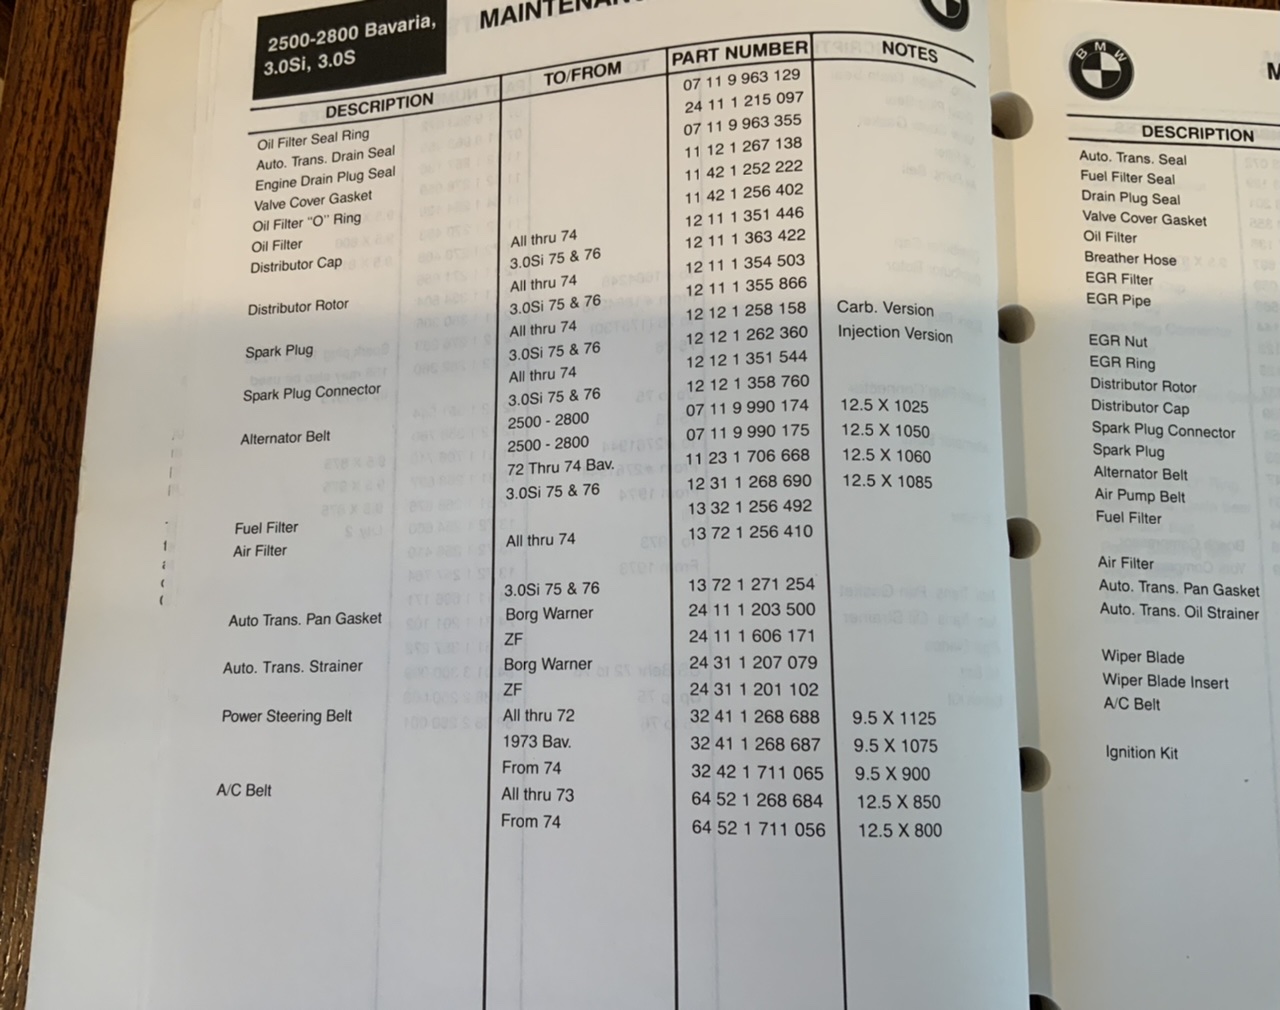 2500-2800 Bavaria,
3.0Si, 3.0S
DESCRIPTION TO/FROM PART NUMBER NOTES
Oil Filter Seal Ring 07 11 9 963 129
Auto. Trans. Drain Seal 24 11 1 215 097
Engine Drain Plug Seal 07 11 9 963 355
Valve Cover Gasket 11 12 1 267 138
Oil Filter "O" Ring 11 42 1 252 222
Oil Filter 11 42 1 256 402
Distributor Cap All thru 74 12 11 1 351 446
3.0Si 75 & 76 12 11 1 363 422
Distributor Rotor All thru 74 12 11 1 354 503
3.0Si 75 & 76 12 11 1 355 866
Spark Plug All thru 74 12 12 1 258 158 Carb. Version
3.0Si 75 & 76 12 12 1 262 360 Injection Version
Spark Plug Connector All thru 74 12 12 1 351 544
3.0Si 75 & 76 12 12 1 358 760
Alternator Belt 2500 - 2800 07 11 9 990 174 12.5 X 1025
2500 - 2800 07 11 9 990 175 12.5 X 1050
72 Thru 74 Bav. 11 23 1 706 668 12.5 X 1060
3.0Si 75 & 76 12 31 1 268 690 12.5 X 1085
Fuel Filter 13 32 1 256 492
Air Filter All thru 74 13 72 1 256 410
3.0Si 75 & 76 13 72 1 271 254
Auto Trans. Pan Gasket Borg Warner 24 11 1 203 500
ZF 24 11 1 606 171
Auto. Trans. Strainer Borg Warner 24 31 1 207 079
ZF 24 31 1 201 102
Power Steering Belt All thru 72 32 41 1 268 688 9.5 X 1125
1973 Bav. 32 41 1 268 687 9.5 X 1075
From 74 32 42 1 711 065 9.5 X 900
A/C Belt All thru 73 64 52 1 268 684 12.5 X 850
From 74 64 52 1 711 056 12.5 X 800
BMW
DESCRIPTION
Auto. Trans. Seal
Fuel Filter Seal
Drain Plug Seal
Valve Cover Gasket
Oil Filter
Breather Hose
EGR Filter
EGR Pipe
EGR Nut
EGR Ring
Distributor Rotor
Distributor Cap
Spark Plug Connector
Spark Plug
Alternator Belt
Air Pump Belt
Fuel Filter
Air Filter
Auto. Trans. Pan Gasket
Auto. Trans. Oil Strainer
Wiper Blade
Wiper Blade Insert
A/C Belt
Ignition Kit